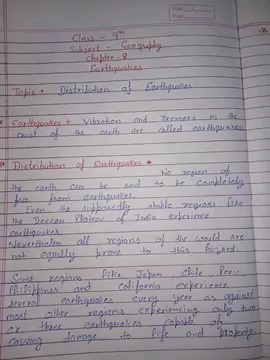 Date
Page
Class - 9th
Subject - Geography
Chapter - 8
Earthquakes
Topic → Distribution of Earthquakes
Earthquakes → Vibration and Tremors in the
crust of the earth are called earthquakes
Distribution of Earthquakes →
No region of
the earth can be said to be completely
free from earthquakes.
Even the supposedly stable regions like
the Deccan Plateau of India experience
earthquakes.
Nevertheless all regions of the world are
not equally prone to this hazard.
Some regions like Japan, Chile, Peru
Philippines and California experience
several earthquakes every year as against
most other regions experiencing only two
or three earthquakes capable of
causing damage to life and property.